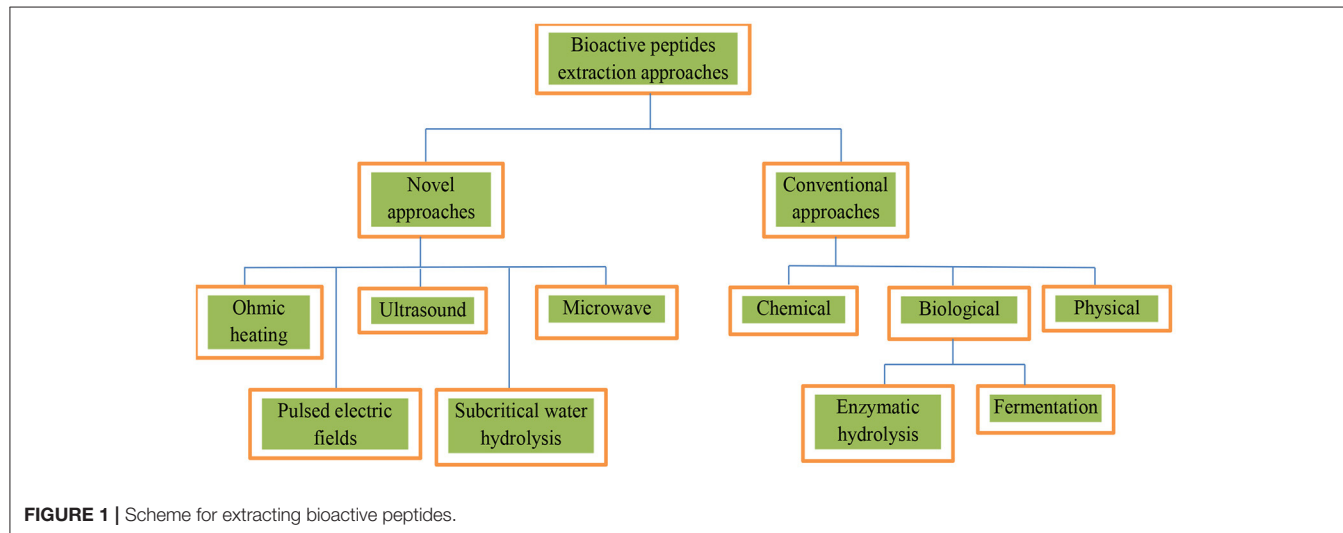 Bioactive peptides
extraction approaches
Novel
approaches
Conventional
approaches
Ohmic
heating
Ultrasound
Microwave
Chemical
Biological
Physical
Pulsed electric
fields
Subcritical water
hydrolysis
Enzymatic
hydrolysis
Fermentation
FIGURE 1 | Scheme for extracting bioactive peptides.